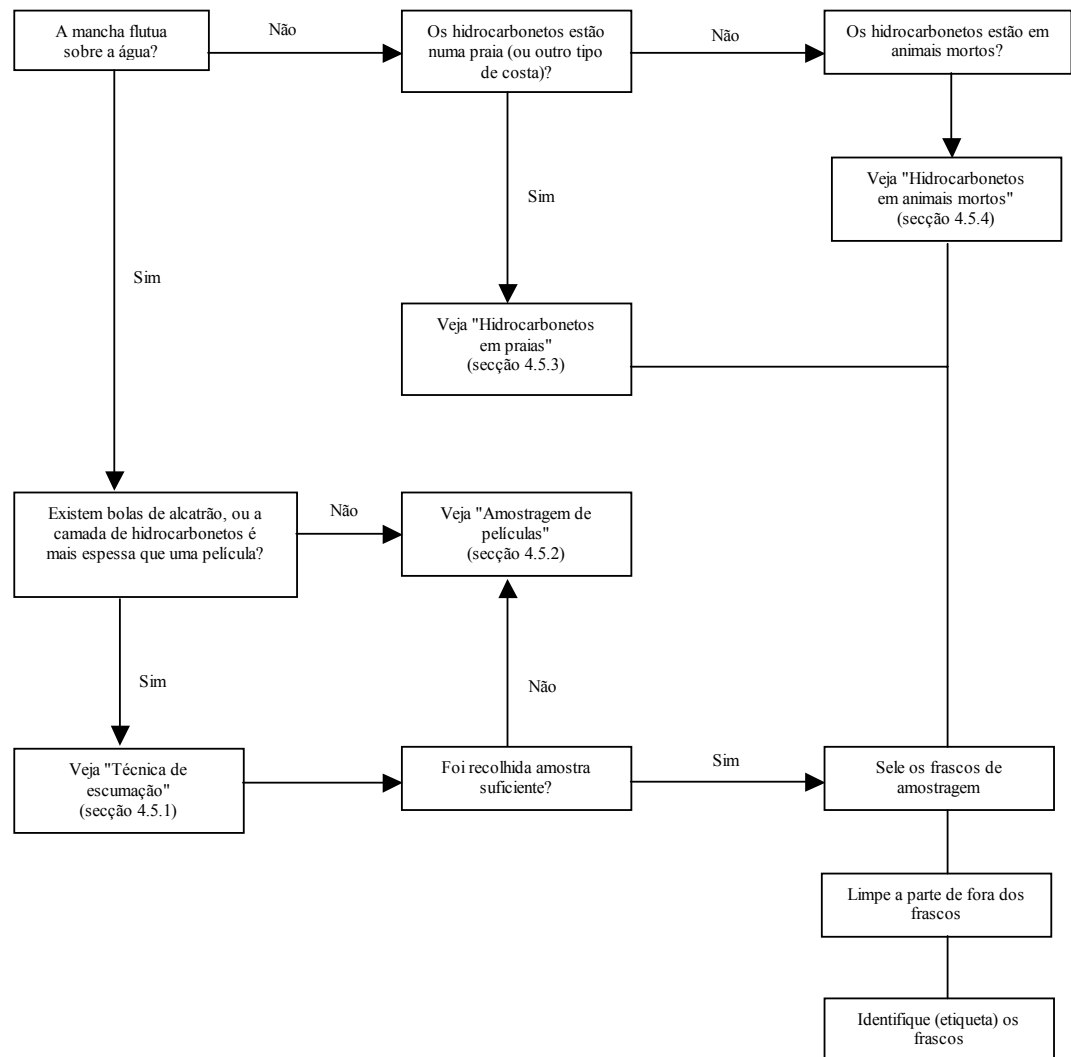 A mancha flutua
sobre a água?
Não
Os hidrocarbonetos estão
numa praia (ou outro tipo
de costa)?
Não
Os hidrocarbonetos estão em
animais mortos?
Veja "Hidrocarbonetos
em animais mortos"
(secção 4.5.4)
Sim
Sim
Veja "Hidrocarbonetos
em praias"
(secção 4.5.3)
Existem bolas de alcatrão, ou a
camada de hidrocarbonetos é
mais espessa que uma película?
Não
Veja "Amostragem de
películas"
(secção 4.5.2)
Sim
Não
Veja "Técnica de
escumação"
(secção 4.5.1)
Foi recolhida amostra
suficiente?
Sim
Sele os frascos de
amostragem
Limpe a parte de fora dos
frascos
Identifique (etiqueta) os
frascos